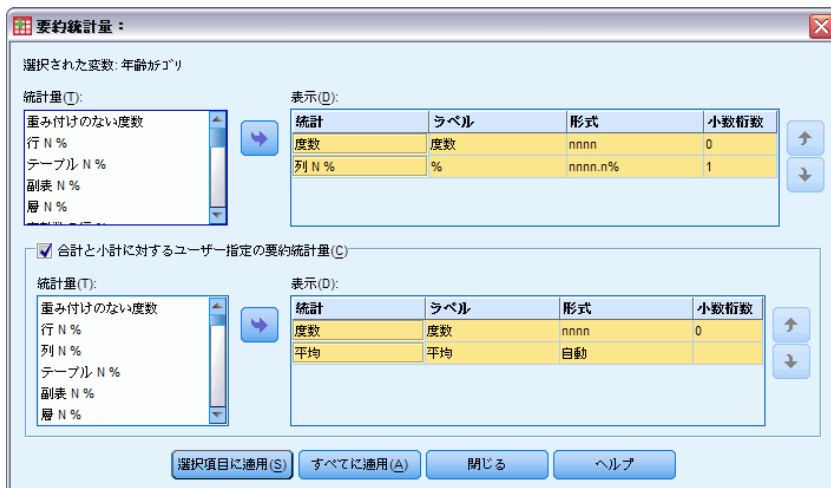 要約統計量：
選択された変数: 年齢ｶﾃｺﾞﾘ
統計量(T):
重み付けのない度数
行 N %
テーブル N %
副表 N %
層 N %
表示(D):
統計 ラベル 形式 小数桁数
度数 度数 nnnn 0
列 N % % nnnn.n% 1
合計と小計に対するユーザー指定の要約統計量(C)
統計量(T):
重み付けのない度数
行 N %
列 N %
テーブル N %
副表 N %
層 N %
表示(D):
統計 ラベル 形式 小数桁数
度数 度数 nnnn 0
平均 平均 自動
選択項目に適用(S) すべてに適用(A) 閉じる ヘルプ